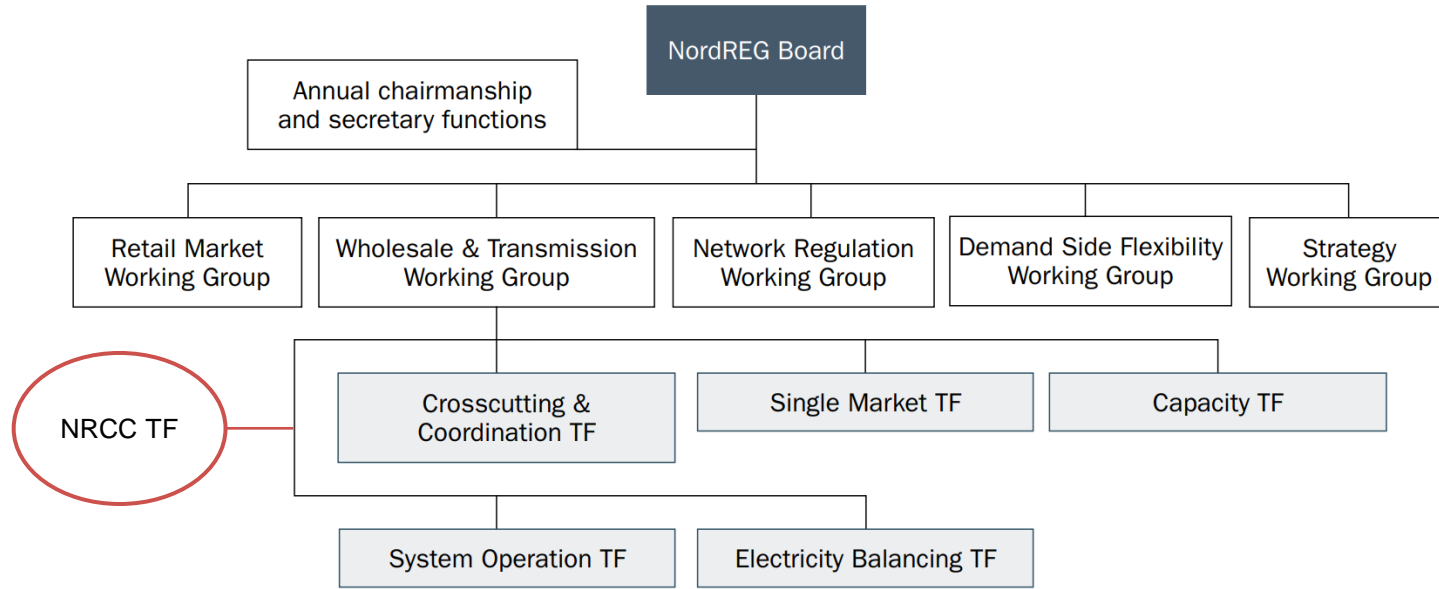 NordREG Board
Annual chairmanship
and secretary functions
Retail Market
Working Group
Wholesale & Transmission
Working Group
Network Regulation
Working Group
Demand Side Flexibility
Working Group
Strategy
Working Group
NRCC TF
Crosscutting &
Coordination TF
Single Market TF
Capacity TF
System Operation TF
Electricity Balancing TF